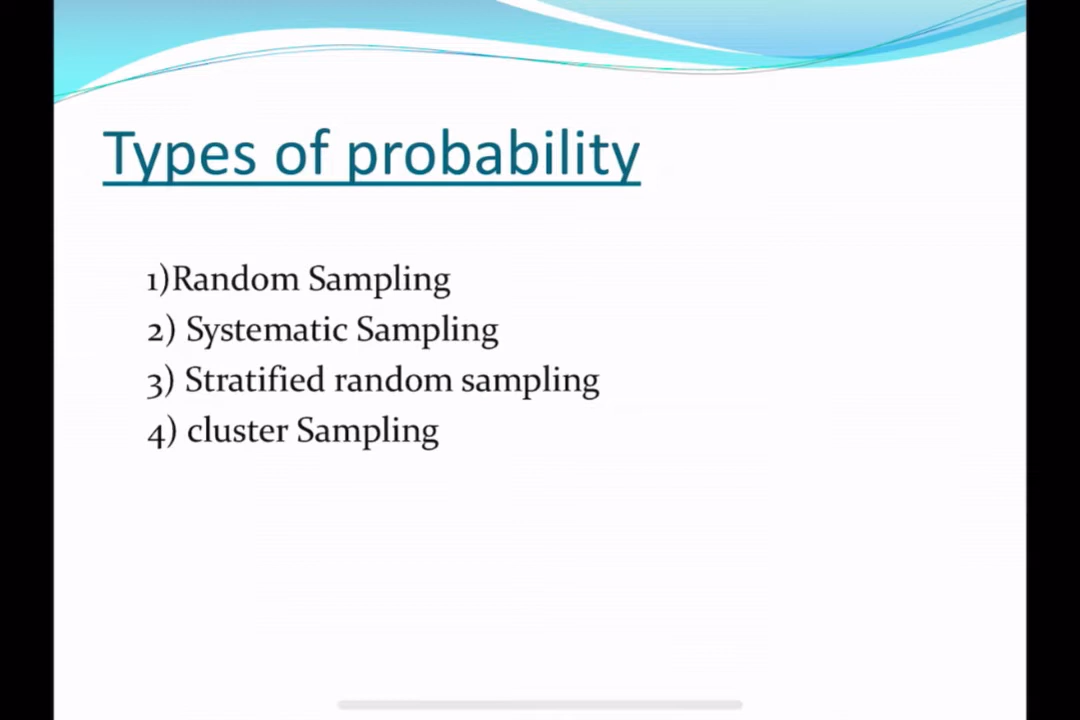 Types of probability
1)Random Sampling
2) Systematic Sampling
3) Stratified random sampling
4) cluster Sampling